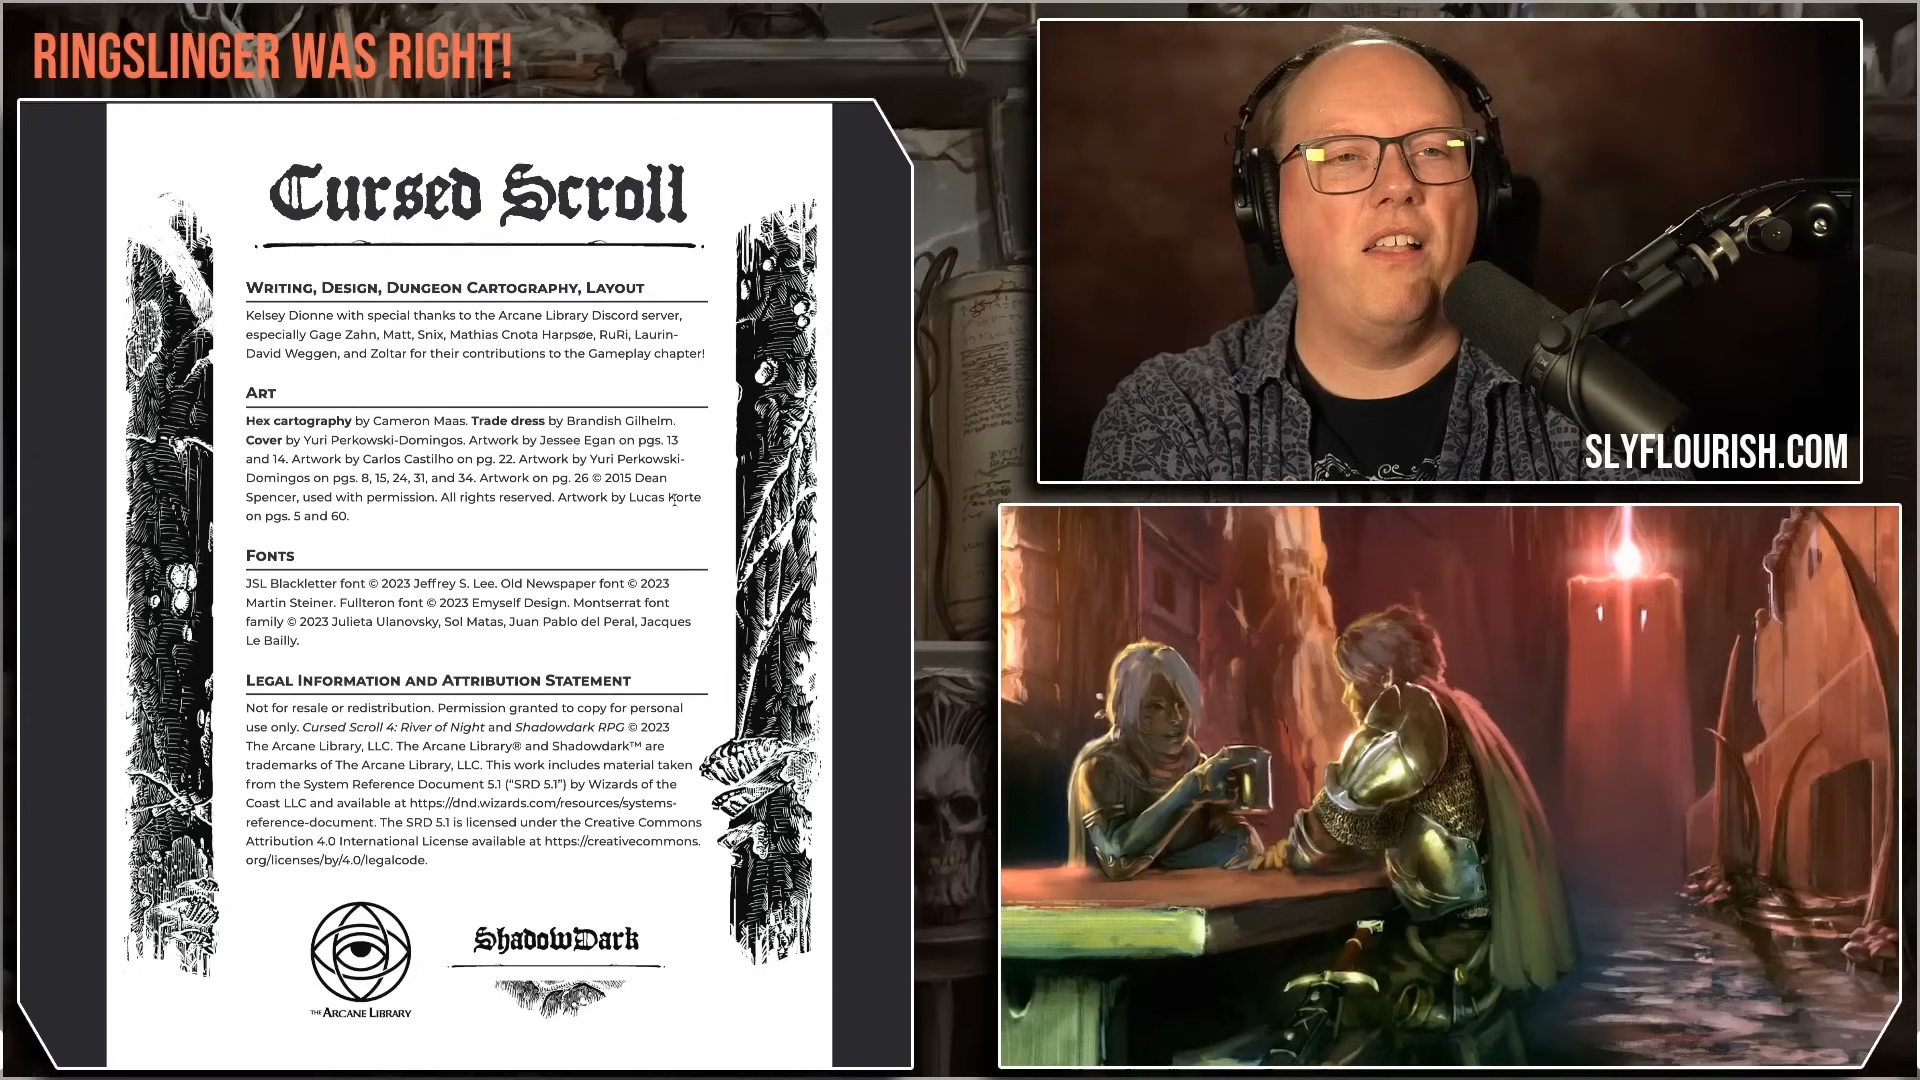 RINGSLINGER WAS RIGHT!
Cursed Scroll
Writing, Design, Dungeon Cartography, Layout
Kelsey Dionne with special thanks to the Arcane Library Discord server,
especially Gage Zahn, Matt, Snix, Mathias Cnota Harpsøe, RuRi, Laurin-
David Weggen, and Zoltar for their contributions to the Gameplay chapter!
Art
Hex cartography by Cameron Maas. Trade dress by Brandish Gilhelm.
Cover by Yuri Perkowski-Domingos. Artwork by Jessee Egan on pgs. 13
and 14. Artwork by Carlos Castilho on pg. 22. Artwork by Yuri Perkowski-
Domingos on pgs. 8, 15, 24, 31, and 34. Artwork on pg. 26 © 2015 Dean
Spencer, used with permission. All rights reserved. Artwork by Lucas Korte
on pgs. 5 and 60.
Fonts
JSL Blackletter font © 2023 Jeffrey S. Lee. Old Newspaper font © 2023
Martin Steiner. Fullteron font © 2023 Emyself Design. Montserrat font
family © 2023 Julieta Ulanovsky, Sol Matas, Juan Pablo del Peral, Jacques
Le Bailly.
Legal Information and Attribution Statement
Not for resale or redistribution. Permission granted to copy for personal
use only. Cursed Scroll 4: River of Night and Shadowdark RPG © 2023
The Arcane Library, LLC. The Arcane Library® and Shadowdark™ are
trademarks of The Arcane Library, LLC. This work includes material taken
from the System Reference Document 5.1 (“SRD 5.1”) by Wizards of the
Coast LLC and available at https://dnd.wizards.com/resources/systems-
reference-document. The SRD 5.1 is licensed under the Creative Commons
Attribution 4.0 International License available at https://creativecommons.
org/licenses/by/4.0/legalcode.
THE ARCANE LIBRARY
ShadowDark
SLYFLOURISH.COM